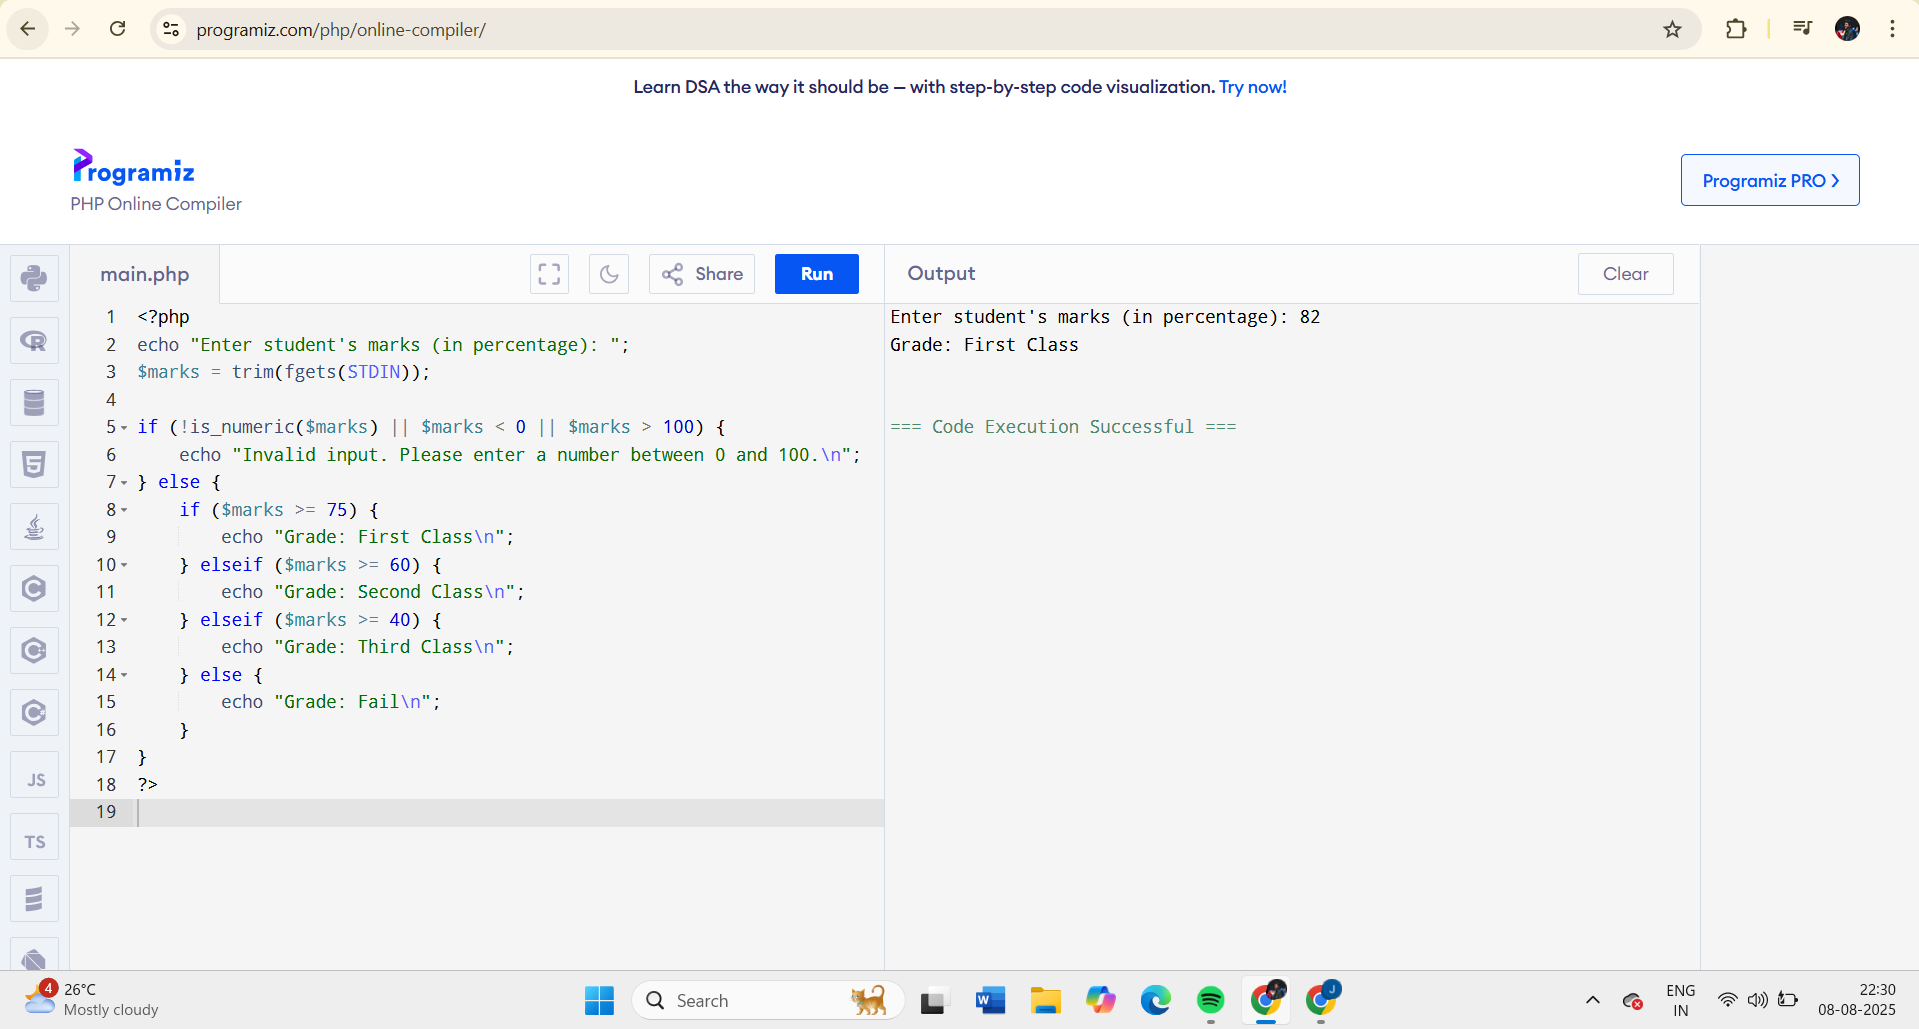 programiz.com/php/online-compiler/
Learn DSA the way it should be — with step-by-step code visualization. Try now!
Programiz
PHP Online Compiler
Programiz PRO >
main.php
Share
Run
Output
Clear
1 <?php
2 echo "Enter student's marks (in percentage): ";
3 $marks = trim(fgets(STDIN));
4
5 if (!is_numeric($marks) || $marks < 0 || $marks > 100) {
6     echo "Invalid input. Please enter a number between 0 and 100.\n";
7 } else {
8     if ($marks >= 75) {
9         echo "Grade: First Class\n";
10     } elseif ($marks >= 60) {
11         echo "Grade: Second Class\n";
12     } elseif ($marks >= 40) {
13         echo "Grade: Third Class\n";
14     } else {
15         echo "Grade: Fail\n";
16     }
17 }
18 ?>
19
Enter student's marks (in percentage): 82
Grade: First Class
=== Code Execution Successful ===
JS
TS
4
26°C
Mostly cloudy
Search
W
J
ENG
IN
22:30
08-08-2025